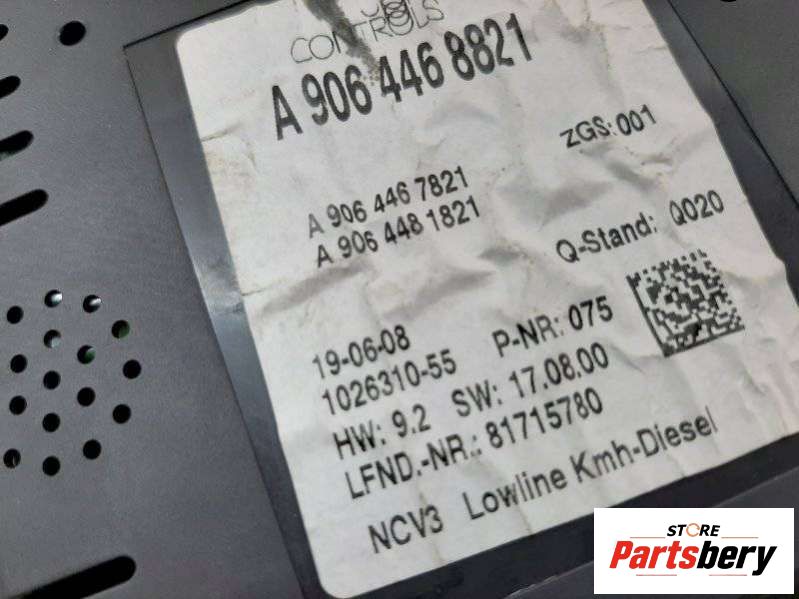 CONTROLS
A 906 446 8821
ZGS: 001
A 906 446 7821
A 906 448 1821
Q-Stand: Q020
19-06-08
1026310-55 P-NR: 075
HW: 9.2 SW: 17.08.00
LFND.-NR.: 81715780
NCV3 Lowline Kmh-Diesel
STORE
Partsbery